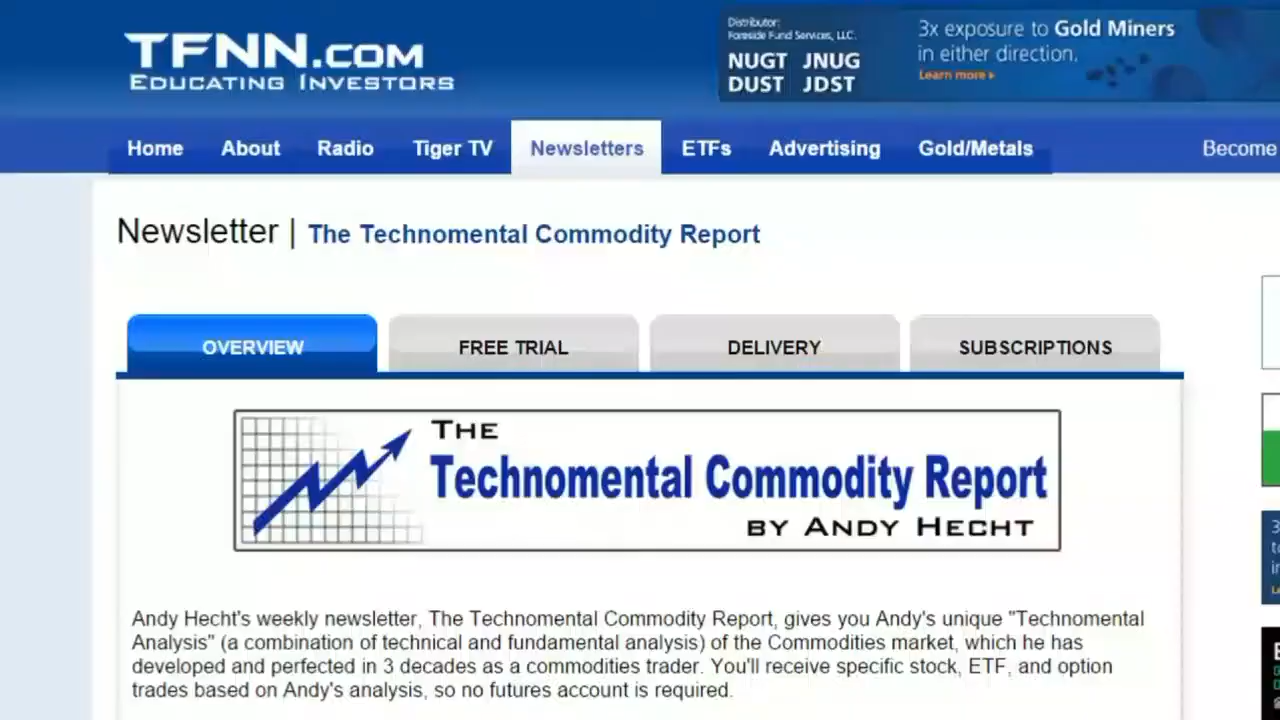 TFNN.COM
EDUCATING INVESTORS
Distributor:
Foreside Fund Services, LLC.
NUGT JNUG
DUST JDST
3x exposure to Gold Miners
in either direction.
Learn more
Home About Radio Tiger TV Newsletters ETFs Advertising Gold/Metals Become
Newsletter | The Technomental Commodity Report
OVERVIEW FREE TRIAL DELIVERY SUBSCRIPTIONS
THE
Technomental Commodity Report
BY ANDY HECHT
Andy Hecht's weekly newsletter, The Technomental Commodity Report, gives you Andy's unique "Technomental
Analysis" (a combination of technical and fundamental analysis) of the Commodities market, which he has
developed and perfected in 3 decades as a commodities trader. You'll receive specific stock, ETF, and option
trades based on Andy's analysis, so no futures account is required.